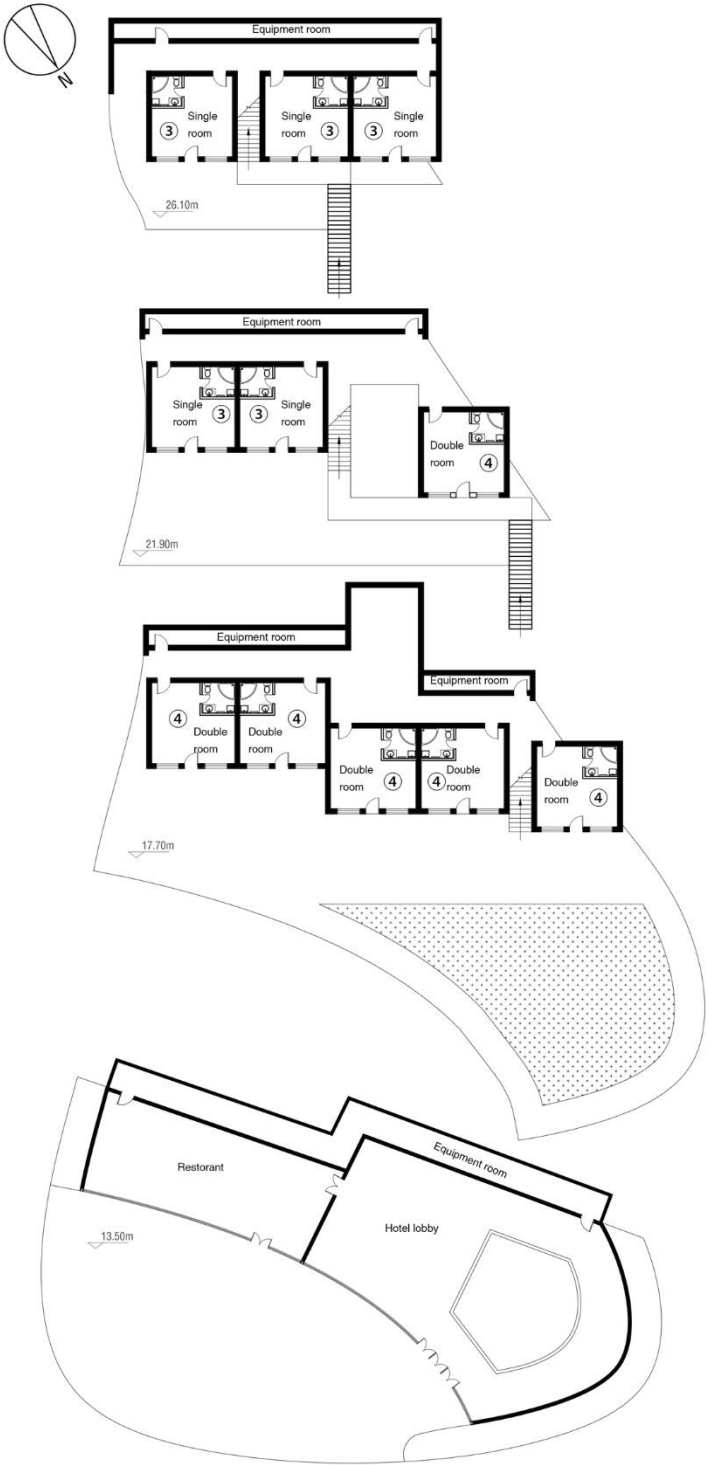 N
Equipment room
Single
room
3
Single
room
3
Single
room
3
26.10m
Equipment room
Single
room
3
3
Single
room
Double
room
4
21.90m
Equipment room
Equipment room
4
Double
room
4
Double
room
Double
room
4
4
Double
room
Double
room
4
17.70m
Equipment room
Restorant
Hotel lobby
13.50m